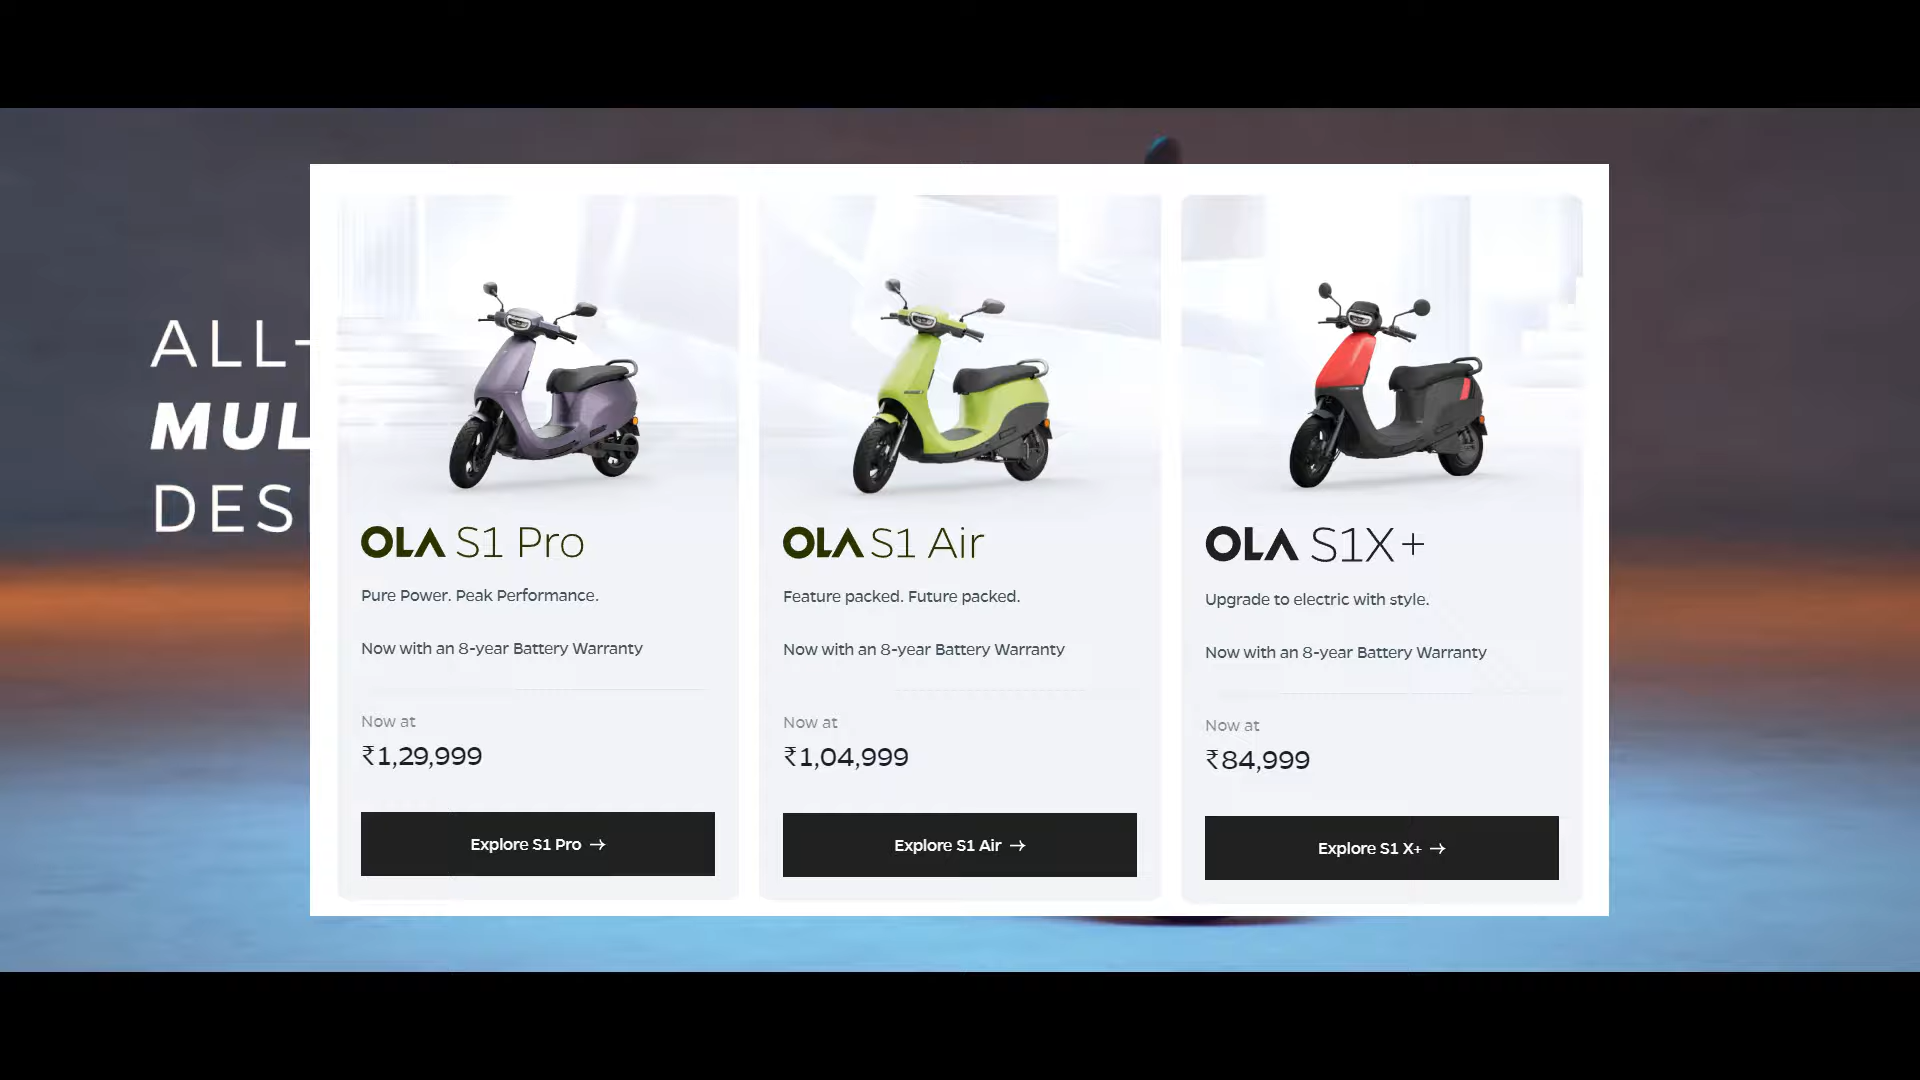 ALL-
MUL
DESI
OLA S1 Pro
Pure Power. Peak Performance.
Now with an 8-year Battery Warranty
Now at
₹1,29,999
Explore S1 Pro →
OLA S1 Air
Feature packed. Future packed.
Now with an 8-year Battery Warranty
Now at
₹1,04,999
Explore S1 Air →
OLA S1X+
Upgrade to electric with style.
Now with an 8-year Battery Warranty
Now at
₹84,999
Explore S1 X+ →